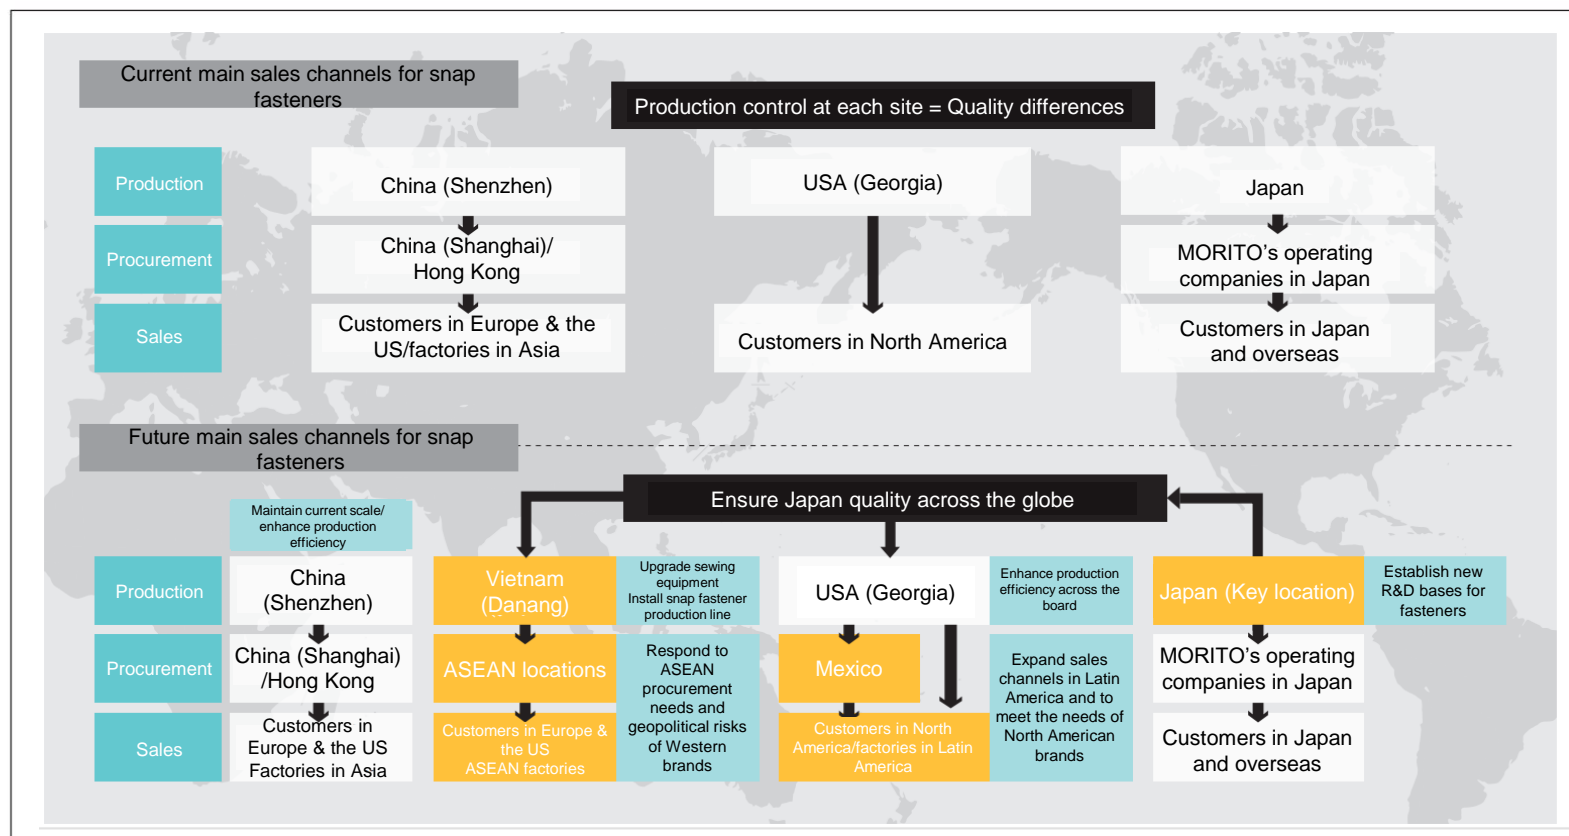 Current main sales channels for snap
fasteners
Production control at each site = Quality differences
Production
China (Shenzhen)
USA (Georgia)
Japan
Procurement
China (Shanghai)/
Hong Kong
MORITO's operating
companies in Japan
Sales
Customers in Europe & the
US/factories in Asia
Customers in North America
Customers in Japan
and overseas
Future main sales channels for snap
fasteners
Ensure Japan quality across the globe
Maintain current scale/
enhance production
efficiency
Production
China
(Shenzhen)
Vietnam
(Danang)
Upgrade sewing
equipment
Install snap fastener
production line
USA (Georgia)
Enhance production
efficiency across the
board
Japan (Key location)
Establish new
R&D bases for
fasteners
Procurement
China (Shanghai)
/Hong Kong
ASEAN locations
Respond to
ASEAN
procurement
needs and
geopolitical risks
of Western
brands
Mexico
Expand sales
channels in Latin
America and to
meet the needs of
North American
brands
MORITO's operating
companies in Japan
Sales
Customers in
Europe & the US
Factories in Asia
Customers in Europe &
the US
ASEAN factories
Customers in North
America/factories in Latin
America
Customers in Japan
and overseas